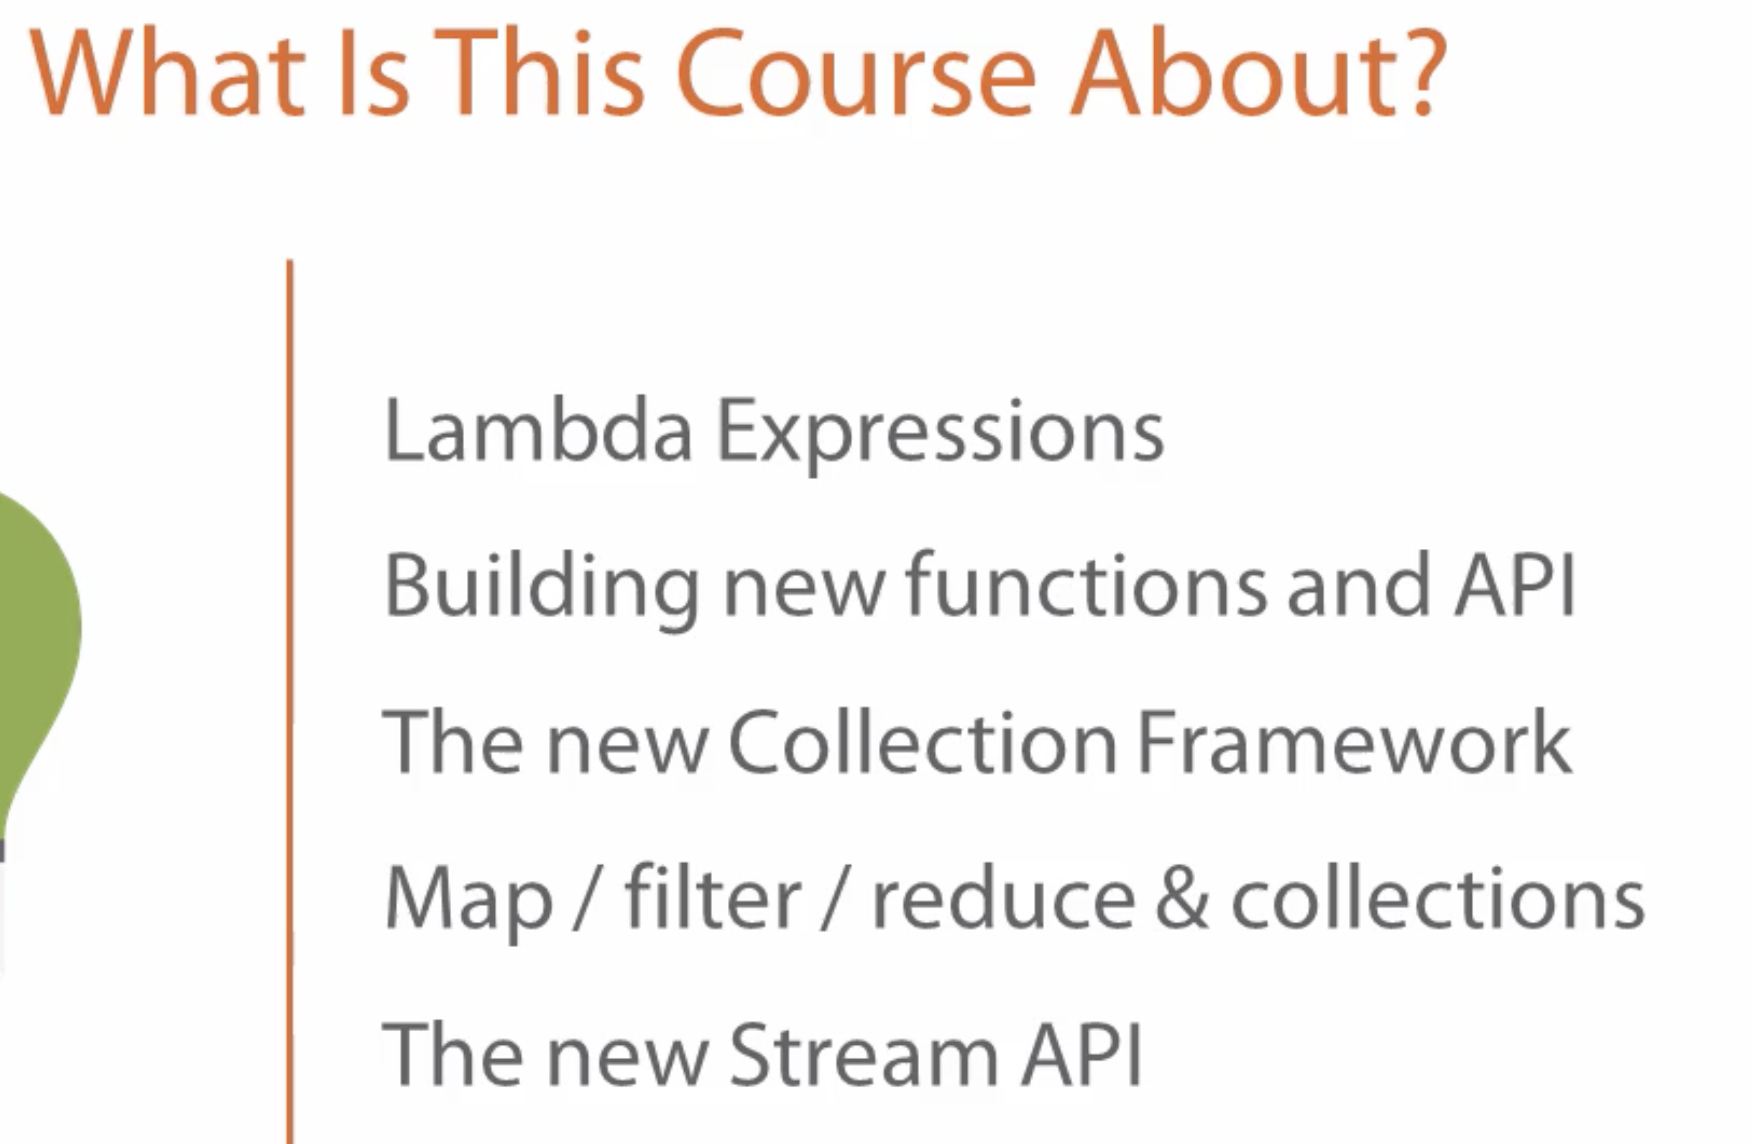 What Is This Course About?
Lambda Expressions
Building new functions and API
The new Collection Framework
Map / filter / reduce & collections
The new Stream API